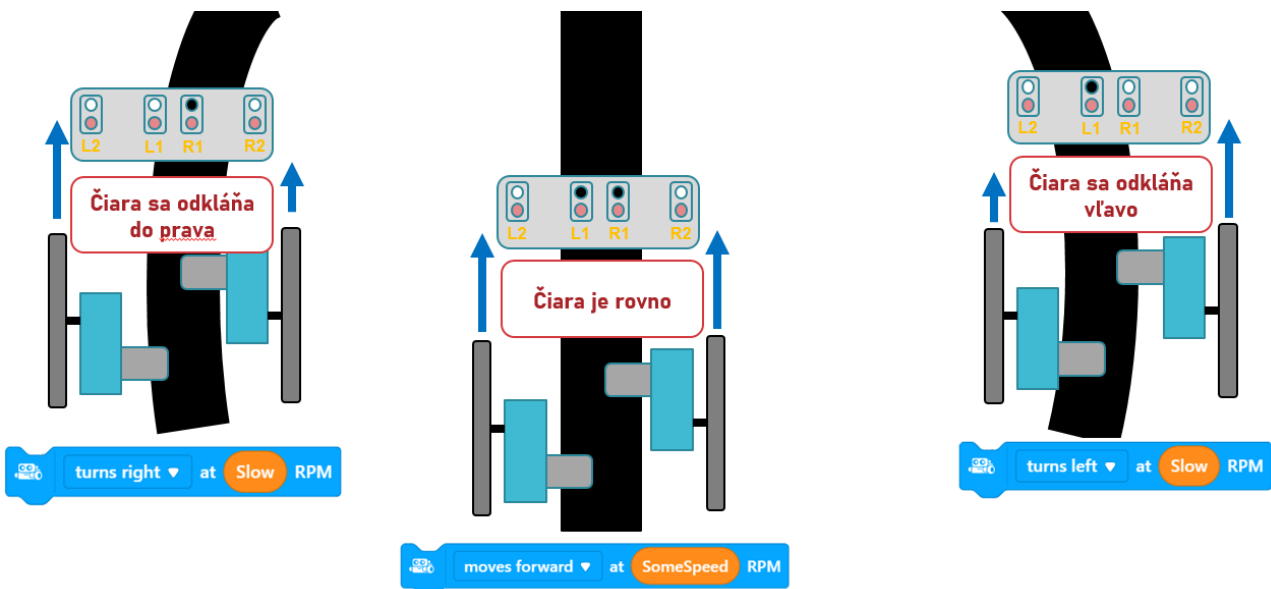 L2 L1 R1 R2
Čiara sa odkláňa
do prava
turns right ▼ at Slow RPM
L2 L1 R1 R2
Čiara je rovno
moves forward ▼ at SomeSpeed RPM
L2 L1 R1 R2
Čiara sa odkláňa
vľavo
turns left ▼ at Slow RPM